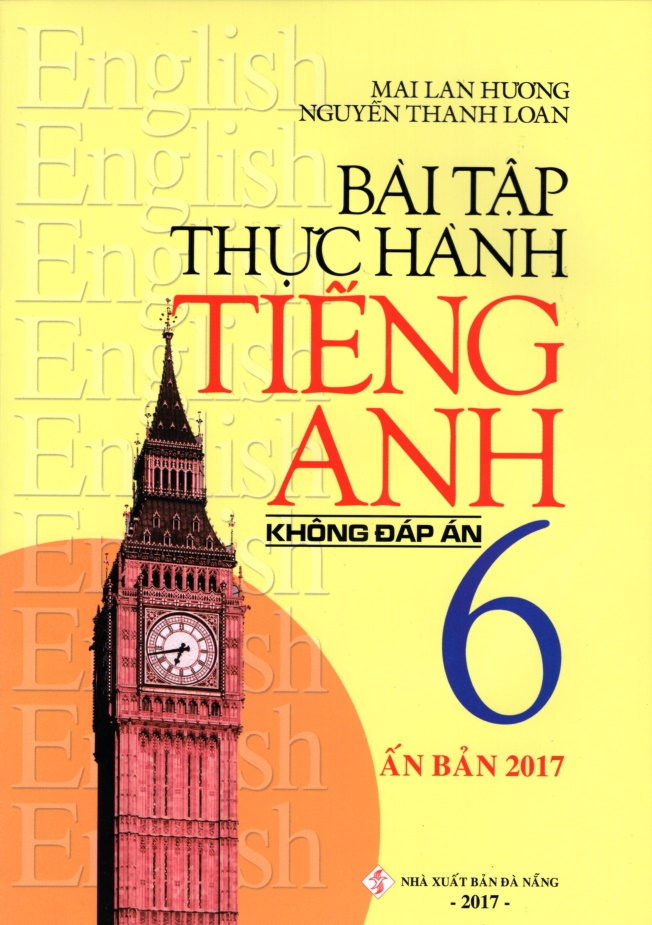 English
English
English
English
English
English
English
English
English
MAI LAN HƯƠNG
NGUYỄN THANH LOAN
BÀI TẬP
THỰC HÀNH
TIẾNG
ANH
KHÔNG ĐÁP ÁN
6
ẤN BẢN 2017
NHÀ XUẤT BẢN ĐÀ NẴNG
- 2017 -